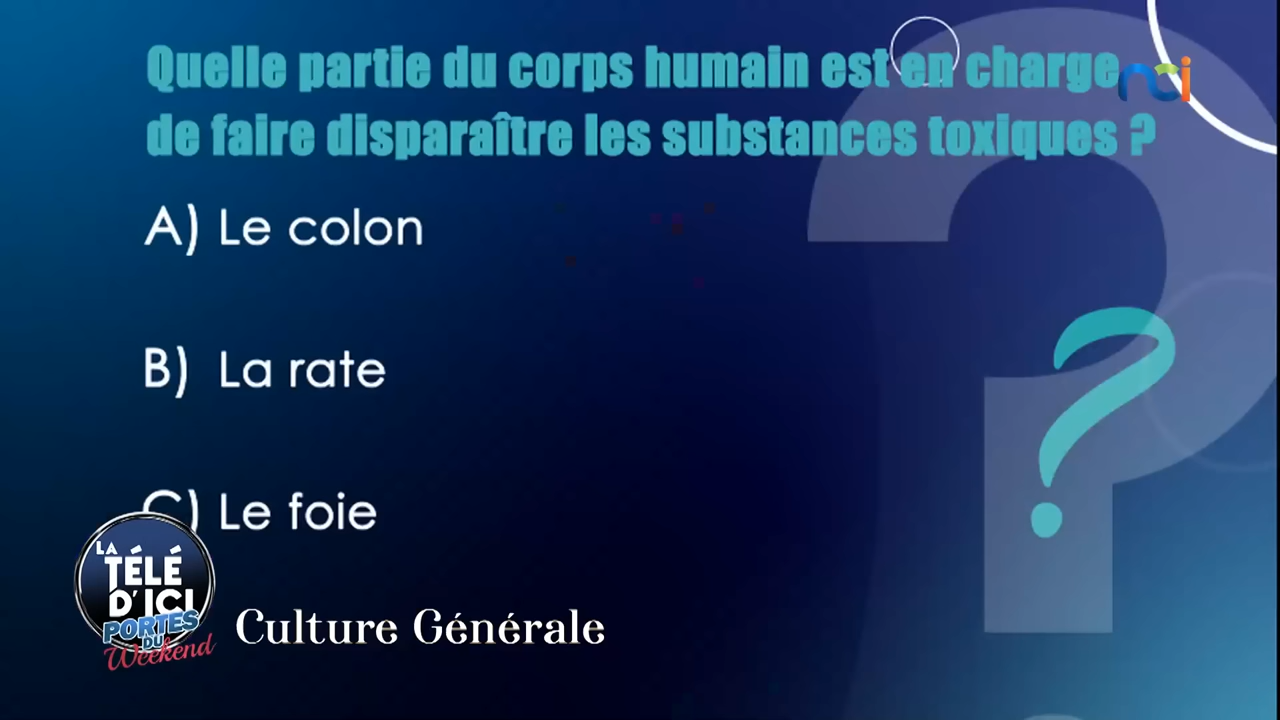 Quelle partie du corps humain est en charge
nci
de faire disparaître les substances toxiques ?
A) Le colon
B) La rate
C) Le foie
LA
TÉLÉ
D'ICI
PORTES
DU
Weekend
Culture Générale